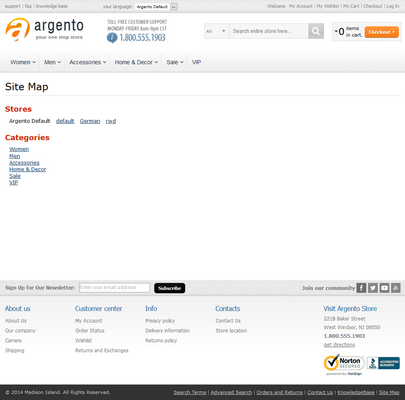 support | faq | knowledge base your language: Argento Default Welcome My Account | My Wishlist | My Cart | Checkout | Log In
argento
your one stop store
TOLL-FREE CUSTOMER SUPPORT
MONDAY-FRIDAY 8am-9pm CST
1.800.555.1903
All Search entire store here...
0 items in cart. Checkout
Women Men Accessories Home & Decor Sale VIP
Site Map
Stores
Argento Default default German rwd
Categories
Women
Men
Accessories
Home & Decor
Sale
VIP
Sign Up For Our Newsletter: Enter your email address Subscribe Join our community
About us
About Us
Our company
Carriers
Shipping
Customer center
My Account
Order Status
Wishlist
Returns and Exchanges
Info
Privacy policy
Delivery information
Returns policy
Contacts
Contact Us
Store location
Visit Argento Store
221B Baker Street
West Windsor, NJ 08550
1.800.555.1903
get directions
Norton
SECURED
powered by VeriSign
ACCREDITED
BUSINESS
© 2014 Madison Island. All Rights Reserved. Search Terms | Advanced Search | Orders and Returns | Contact Us | KnowledgeBase | Site Map